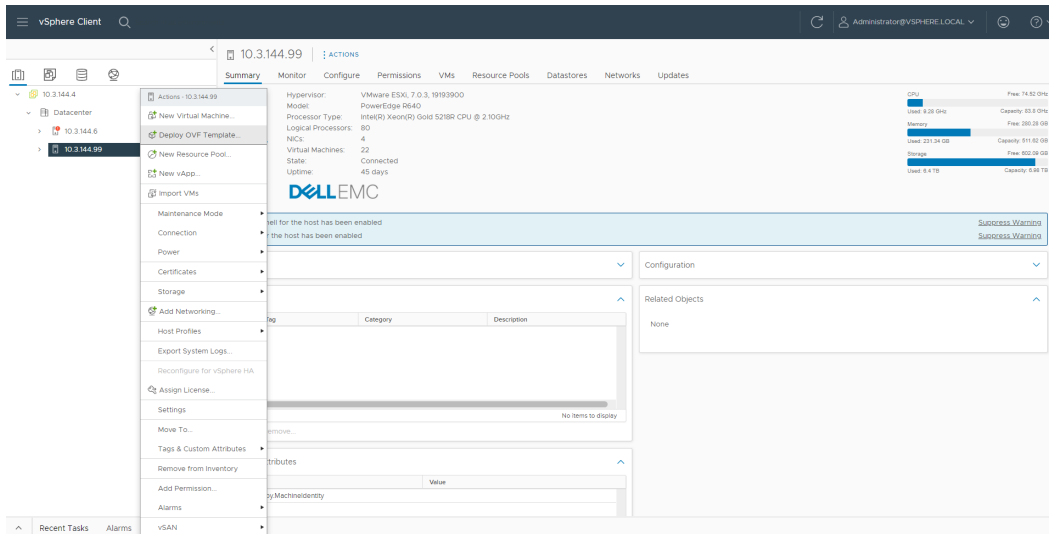 vSphere Client
Administrator@VSPHERE.LOCAL
10.3.144.99
ACTIONS
Summary Monitor Configure Permissions VMs Resource Pools Datastores Networks Updates
10.3.144.4
Datacenter
10.3.144.6
10.3.144.99
Actions - 10.3.144.99
New Virtual Machine...
Deploy OVF Template...
New Resource Pool...
New vApp...
Import VMs
Maintenance Mode
Connection
Power
Certificates
Storage
Add Networking...
Host Profiles
Export System Logs...
Reconfigure for vSphere HA
Assign License...
Settings
Move To...
Tags & Custom Attributes
Remove from Inventory
Add Permission...
Alarms
vSAN
Hypervisor: VMware ESXi, 7.0.3, 19193900
Model: PowerEdge R640
Processor Type: Intel(R) Xeon(R) Gold 5218R CPU @ 2.10GHz
Logical Processors: 80
NICs: 4
Virtual Machines: 22
State: Connected
Uptime: 45 days
DELLEMC
CPU Free: 74.52 GHz
Used: 9.28 GHz Capacity: 83.8 GHz
Memory Free: 280.28 GB
Used: 231.34 GB Capacity: 511.62 GB
Storage Free: 502.09 GB
Used: 6.4 TB Capacity: 6.88 TB
ell for the host has been enabled Suppress Warning
r the host has been enabled Suppress Warning
Configuration
Related Objects
None
Tag Category Description
No items to display
emove...
ttributes
Value
by.MachineIdentity
Recent Tasks Alarms